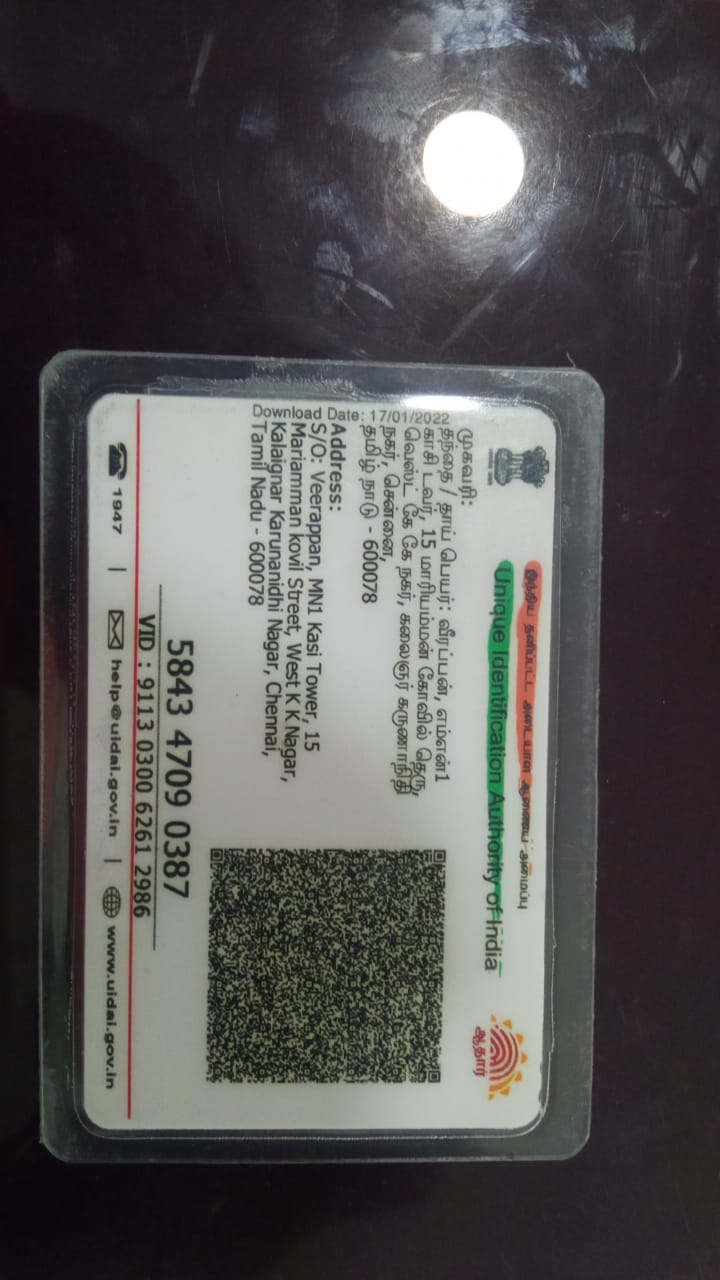 இந்திய தனிப்பட்ட அடையாள ஆணைய அமைப்பு
Unique Identification Authority of India
ஆதார்
முகவரி:
தந்தை / தாய் பெயர்: வீரப்பன், எம்என்1
காசி டவர், 15 மாரியம்மன் கோவில் தெரு,
வெஸ்ட் கே கே நகர், கலைஞர் கருணாநிதி
நகர், சென்னை,
தமிழ் நாடு - 600078
Download Date: 17/01/2022
Address:
S/O: Veerappan, MN1 Kasi Tower, 15
Mariamman kovil Street, West K K Nagar,
Kalaignar Karunanidhi Nagar, Chennai,
Tamil Nadu - 600078
5843 4709 0387
VID : 9113 0300 6261 2986
1947 | help@uidai.gov.in | www.uidai.gov.in